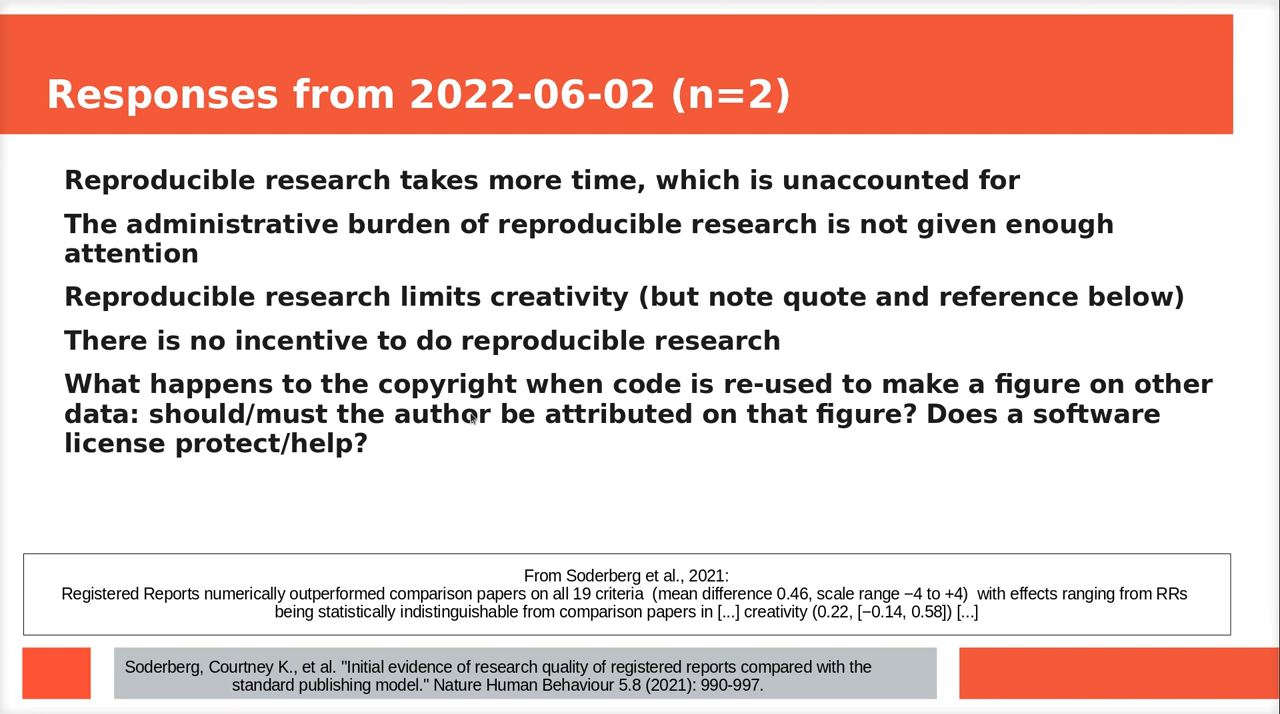 Responses from 2022-06-02 (n=2)
Reproducible research takes more time, which is unaccounted for
The administrative burden of reproducible research is not given enough
attention
Reproducible research limits creativity (but note quote and reference below)
There is no incentive to do reproducible research
What happens to the copyright when code is re-used to make a figure on other
data: should/must the author be attributed on that figure? Does a software
license protect/help?
From Soderberg et al., 2021:
Registered Reports numerically outperformed comparison papers on all 19 criteria  (mean difference 0.46, scale range −4 to +4)  with effects ranging from RRs
being statistically indistinguishable from comparison papers in [...] creativity (0.22, [−0.14, 0.58]) [...]
Soderberg, Courtney K., et al. "Initial evidence of research quality of registered reports compared with the
standard publishing model." Nature Human Behaviour 5.8 (2021): 990-997.